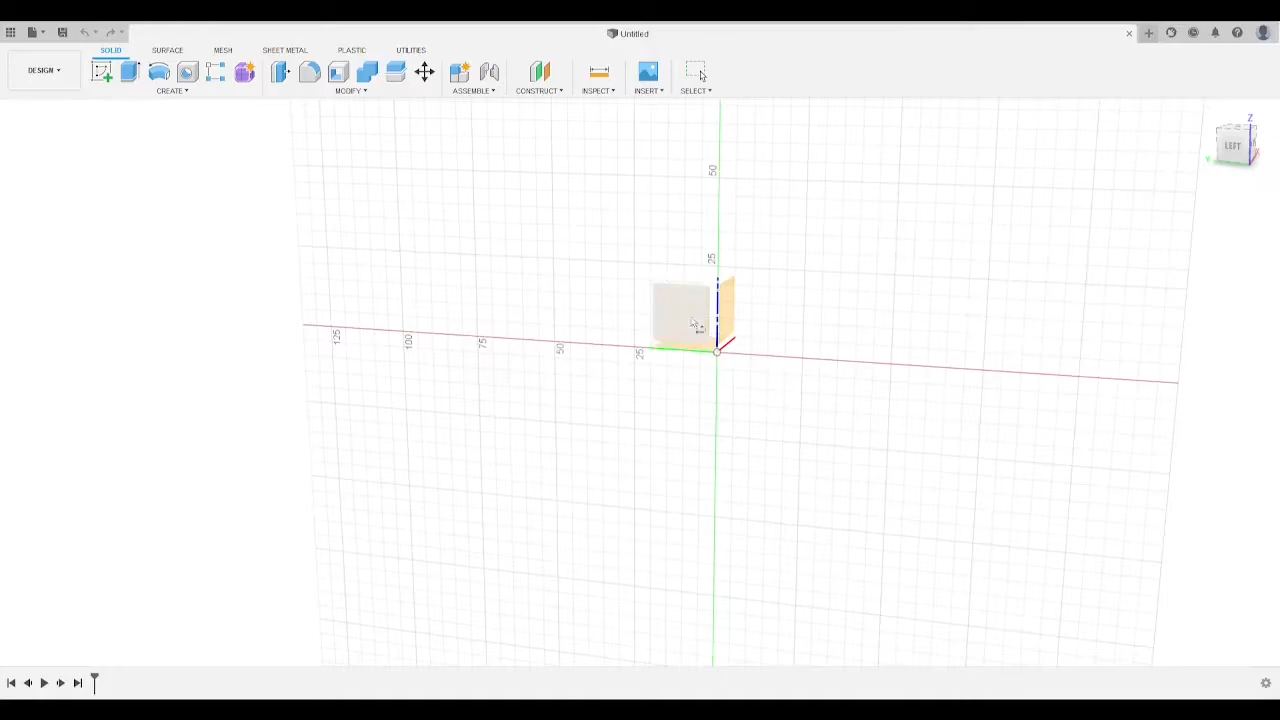 Untitled
SOLID SURFACE MESH SHEET METAL PLASTIC UTILITIES
DESIGN
CREATE MODIFY ASSEMBLE CONSTRUCT INSPECT INSERT SELECT
Z
LEFT
Y
X
50
25
125 100 75 50 25